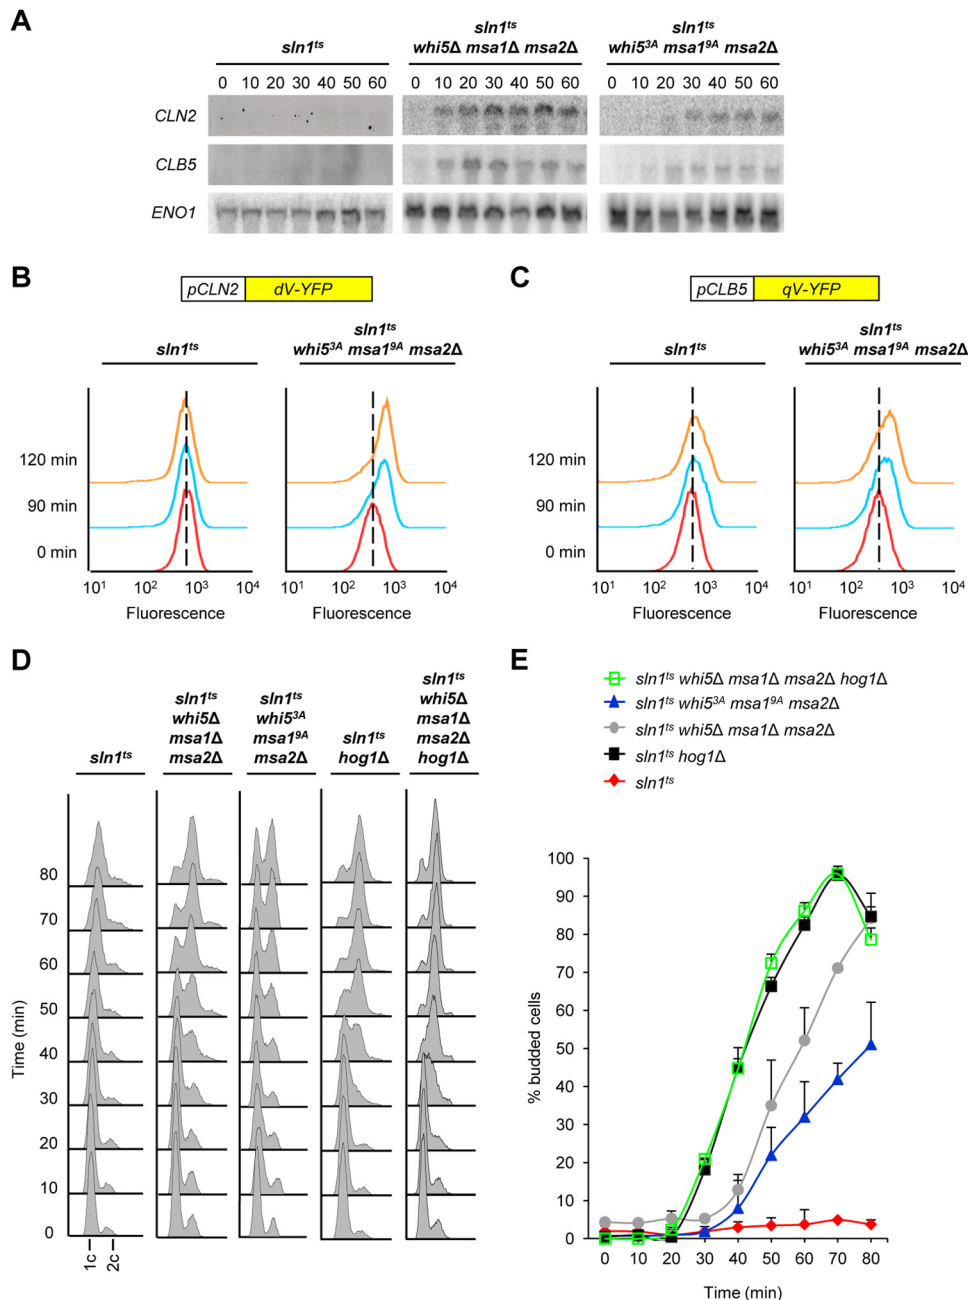 A
sln1ts
sln1ts
whi5Δ msa1Δ msa2Δ
sln1ts
whi53A msa19A msa2Δ
0 10 20 30 40 50 60
0 10 20 30 40 50 60
0 10 20 30 40 50 60
CLN2
CLB5
ENO1
B
pCLN2 dV-YFP
sln1ts
sln1ts
whi53A msa19A msa2Δ
120 min
90 min
0 min
101 102 103 104
101 102 103 104
Fluorescence
Fluorescence
C
pCLB5 qV-YFP
sln1ts
sln1ts
whi53A msa19A msa2Δ
120 min
90 min
0 min
101 102 103 104
101 102 103 104
Fluorescence
Fluorescence
D
sln1ts
sln1ts
whi5Δ
msa1Δ
msa2Δ
sln1ts
whi53A
msa19A
msa2Δ
sln1ts
hog1Δ
sln1ts
whi5Δ
msa1Δ
msa2Δ
hog1Δ
Time (min)
80
70
60
50
40
30
20
10
0
1c
2c
E
sln1ts whi5Δ msa1Δ msa2Δ hog1Δ
sln1ts whi53A msa19A msa2Δ
sln1ts whi5Δ msa1Δ msa2Δ
sln1ts hog1Δ
sln1ts
% budded cells
100
90
80
70
60
50
40
30
20
10
0
0 10 20 30 40 50 60 70 80
Time (min)